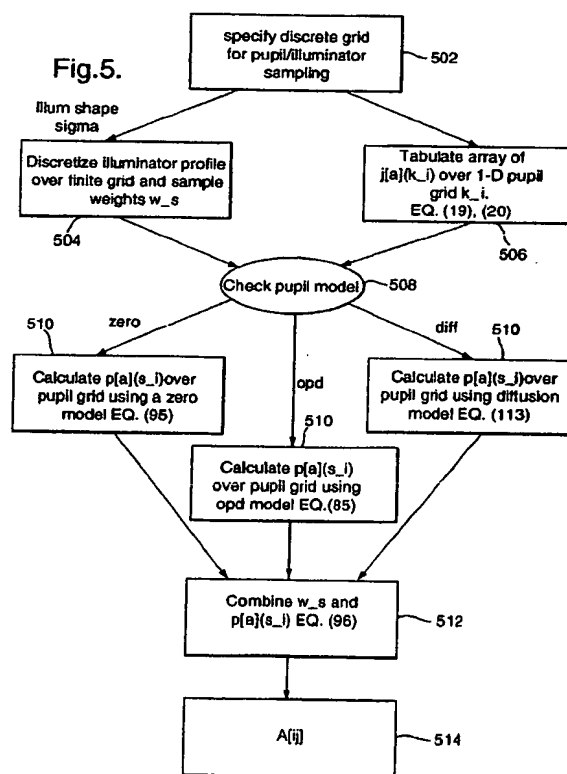 Fig.5.
specify discrete grid
for pupil/illuminator
sampling
502
Illum shape
sigma
Discretize illuminator profile
over finite grid and sample
weights w_s
504
Tabulate array of
j[a](k_i) over 1-D pupil
grid k_i.
EQ. (19), (20)
506
Check pupil model
508
zero
opd
diff
510
Calculate p[a](s_i)over
pupil grid using a zero
model EQ. (95)
510
Calculate p[a](s_i)
over pupil grid using
opd model EQ.(85)
510
Calculate p[a](s_i)over
pupil grid using diffusion
model EQ. (113)
Combine w_s and
p[a](s_i) EQ. (96)
512
A[ij]
514